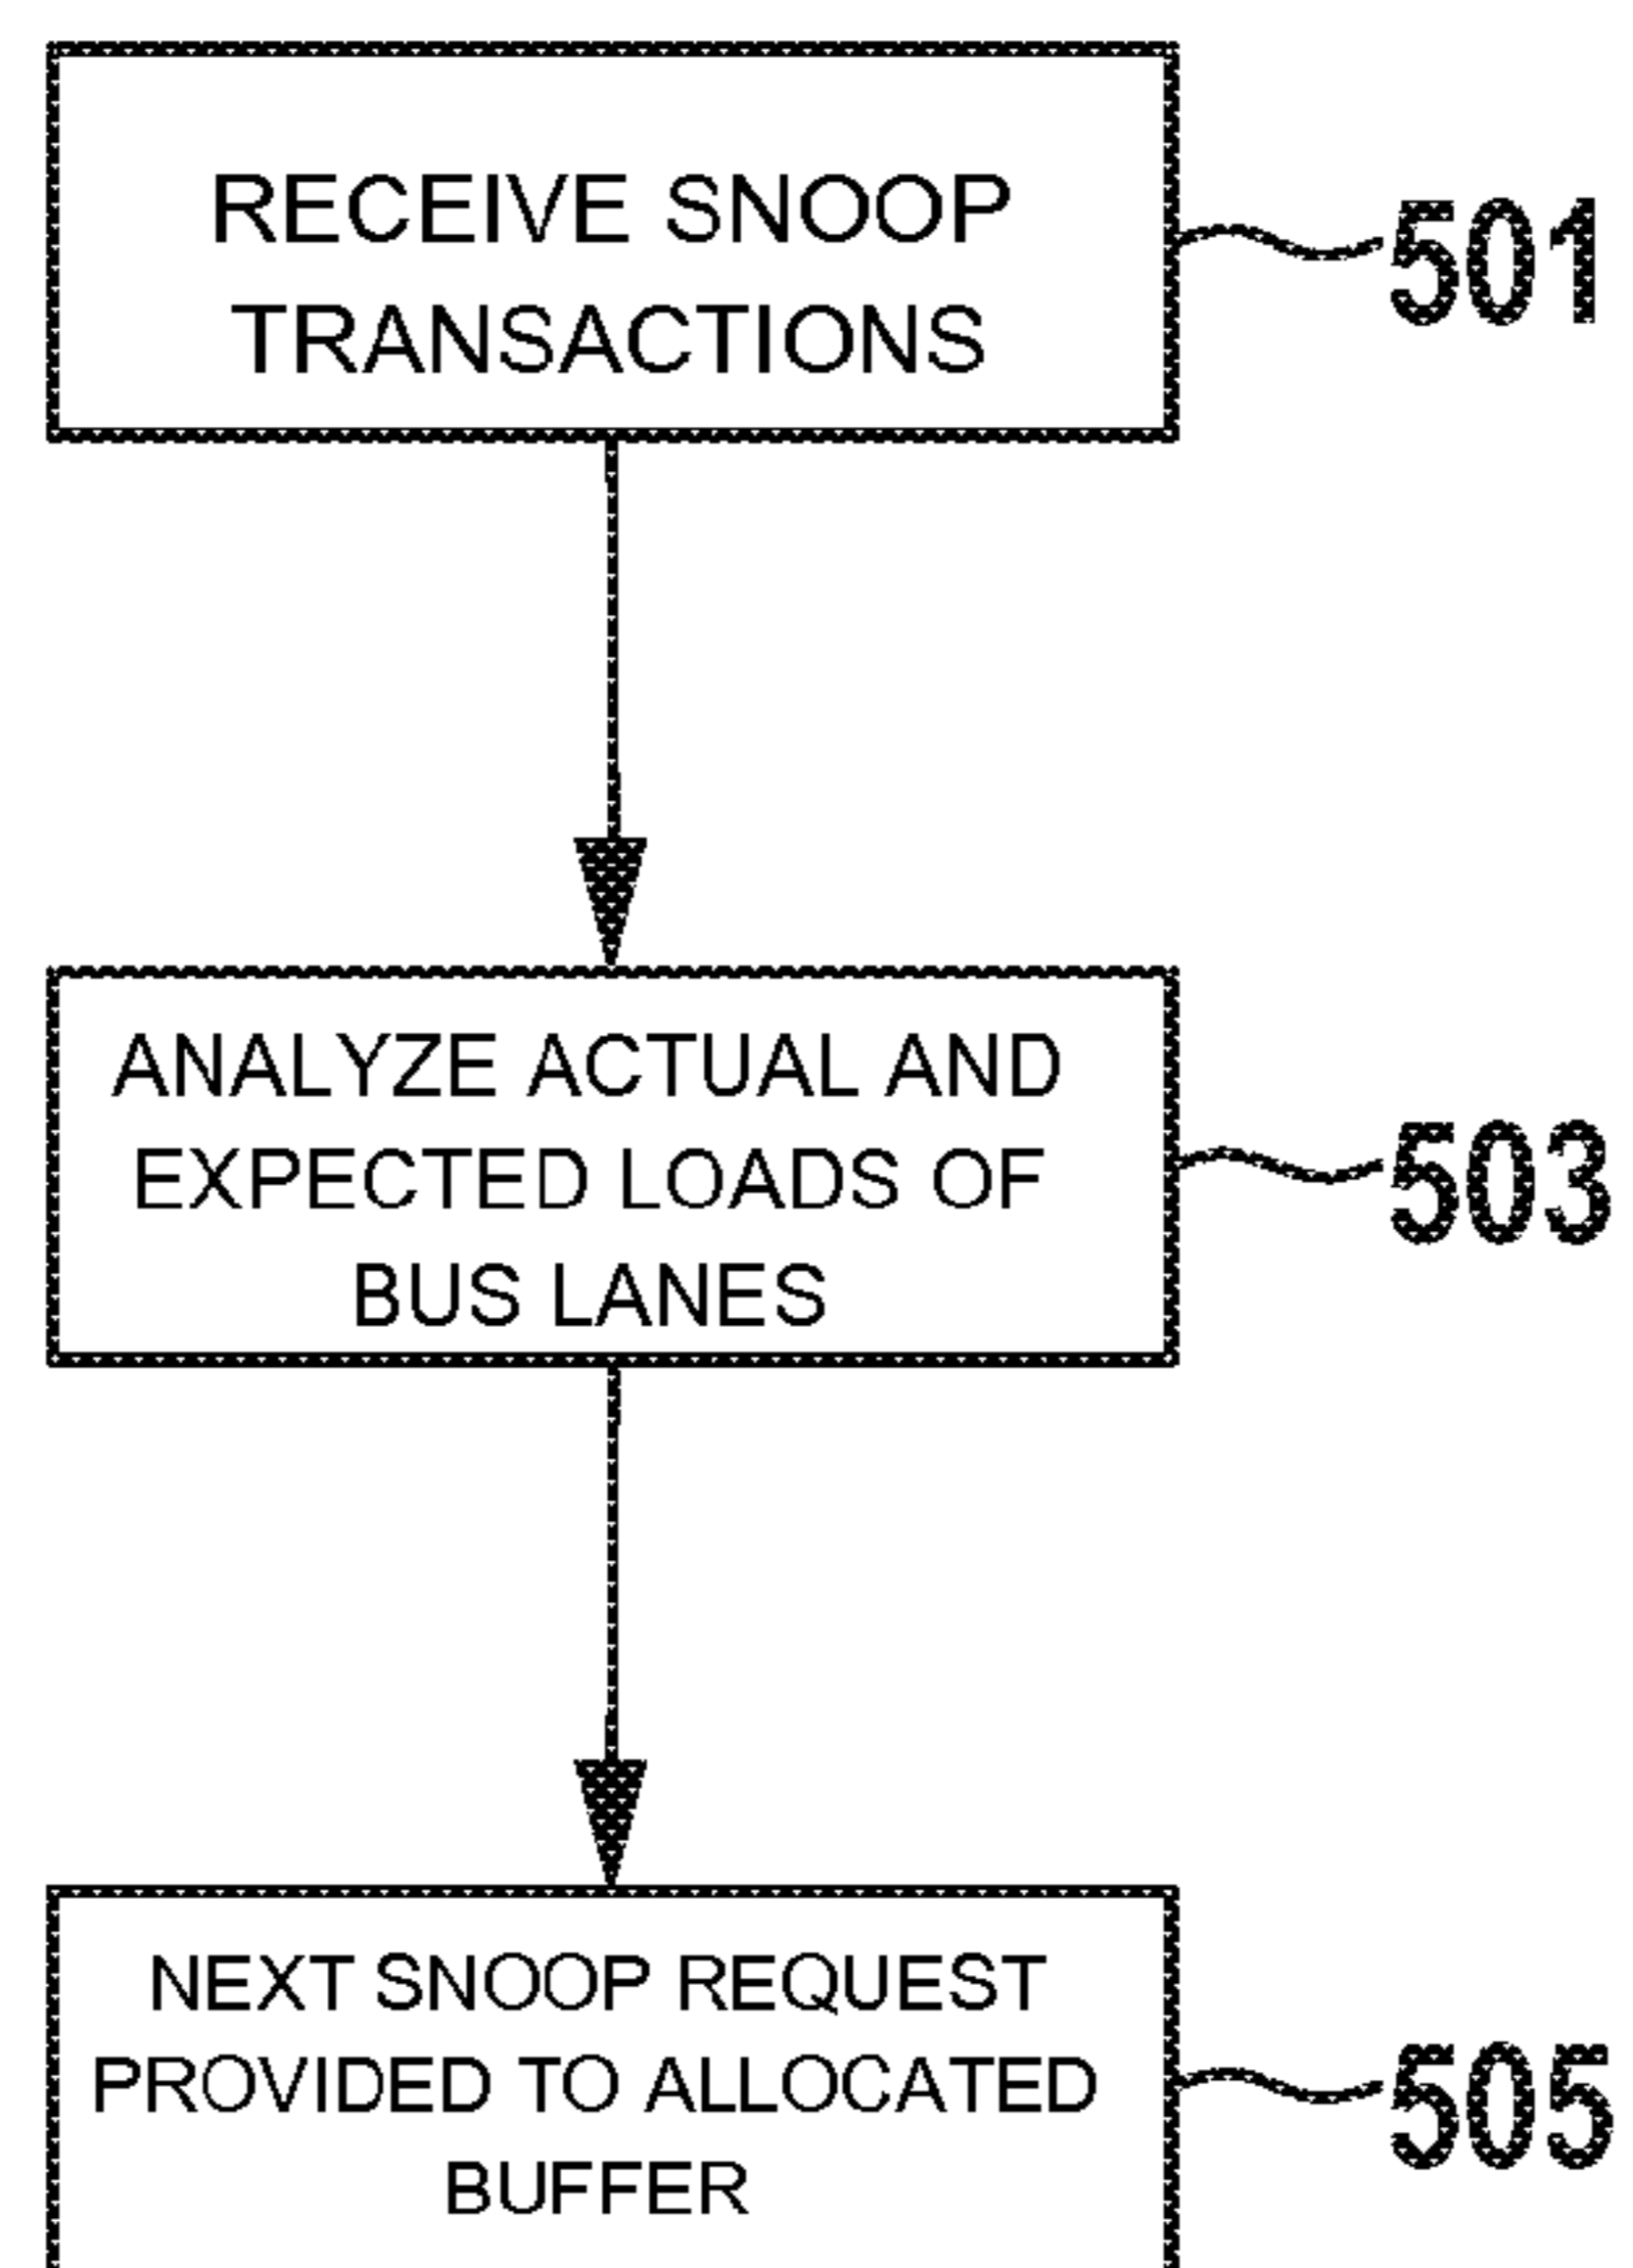 RECEIVE SNOOP
TRANSACTIONS
501
ANALYZE ACTUAL AND
EXPECTED LOADS OF
BUS LANES
503
NEXT SNOOP REQUEST
PROVIDED TO ALLOCATED
BUFFER
505